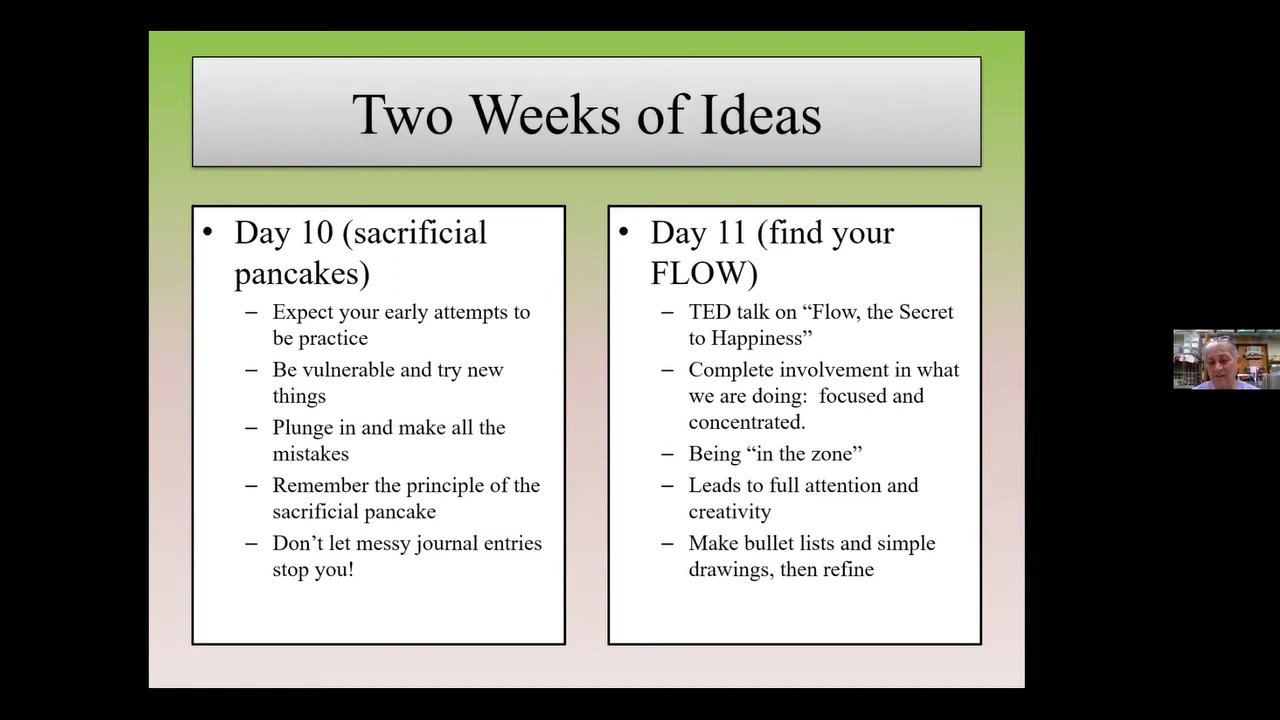 Two Weeks of Ideas
• Day 10 (sacrificial
pancakes)
– Expect your early attempts to
be practice
– Be vulnerable and try new
things
– Plunge in and make all the
mistakes
– Remember the principle of the
sacrificial pancake
– Don’t let messy journal entries
stop you!
• Day 11 (find your
FLOW)
– TED talk on “Flow, the Secret
to Happiness”
– Complete involvement in what
we are doing:  focused and
concentrated.
– Being “in the zone”
– Leads to full attention and
creativity
– Make bullet lists and simple
drawings, then refine